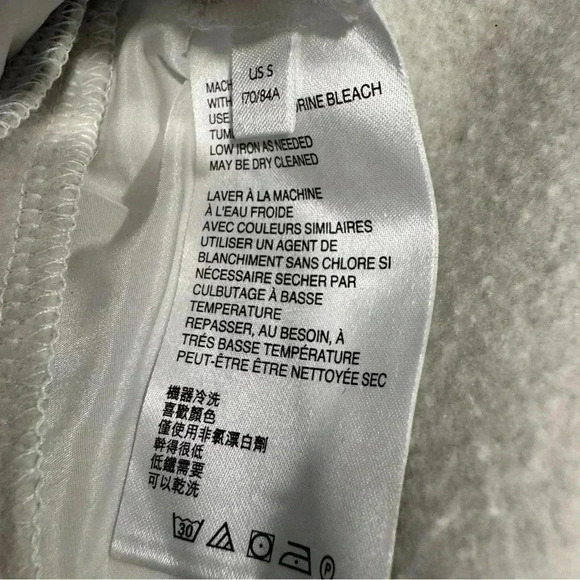 US S
170/84A
MACH
WITH
USE RINE BLEACH
TUM
LOW IRON AS NEEDED
MAY BE DRY CLEANED
LAVER À LA MACHINE
À L'EAU FROIDE
AVEC COULEURS SIMILAIRES
UTILISER UN AGENT DE
BLANCHIMENT SANS CHLORE SI
NÉCESSAIRE SECHER PAR
CULBUTAGE À BASSE
TEMPERATURE
REPASSER, AU BESOIN, À
TRÉS BASSE TEMPÉRATURE
PEUT-ÊTRE ÊTRE NETTOYÉE SEC
機器冷洗
喜歡顏色
僅使用非氯漂白劑
幹得很低
低鐵需要
可以乾洗
30 P